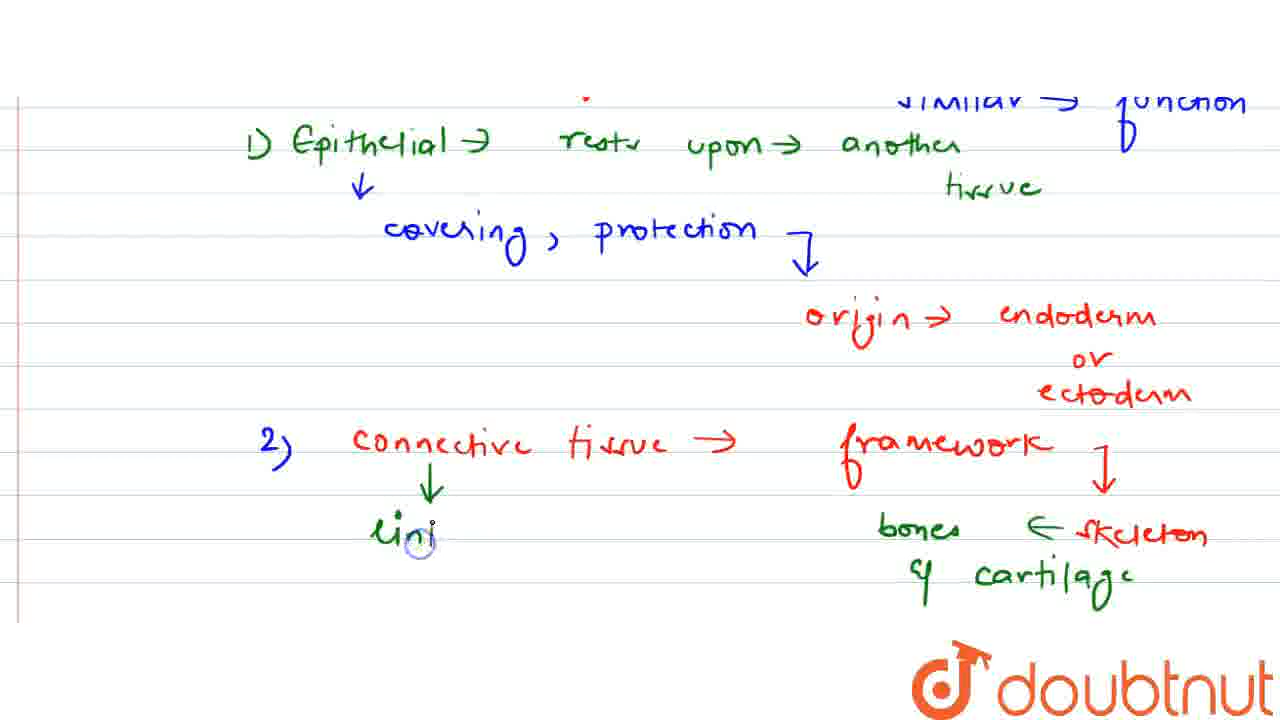 similar → function
1) Epithelial → rests upon → another
tissue
covering, protection
origin → endoderm
or
ectoderm
2) connective tissue → framework
lini
bones ← skeleton
& cartilage
doubtnut